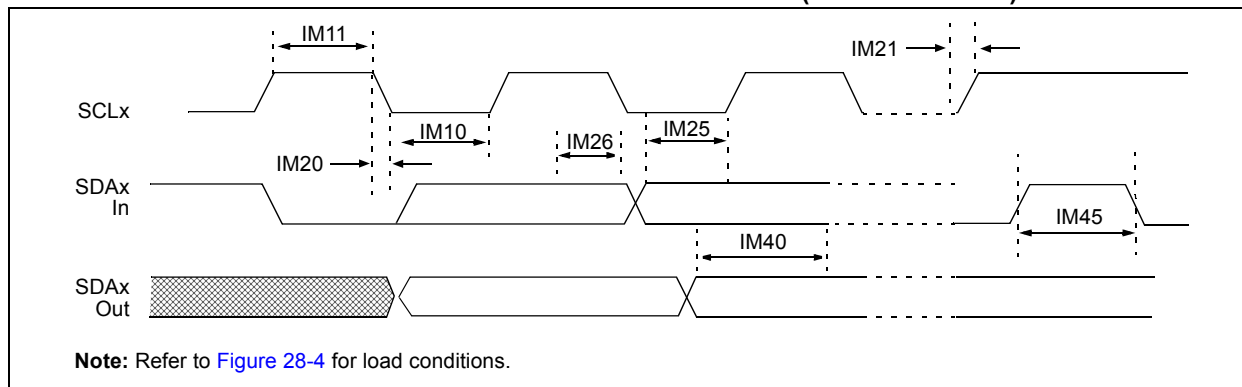 IM11
IM21
SCLx
IM10
IM26
IM25
IM20
SDAx
In
IM45
IM40
SDAx
Out
Note: Refer to Figure 28-4 for load conditions.